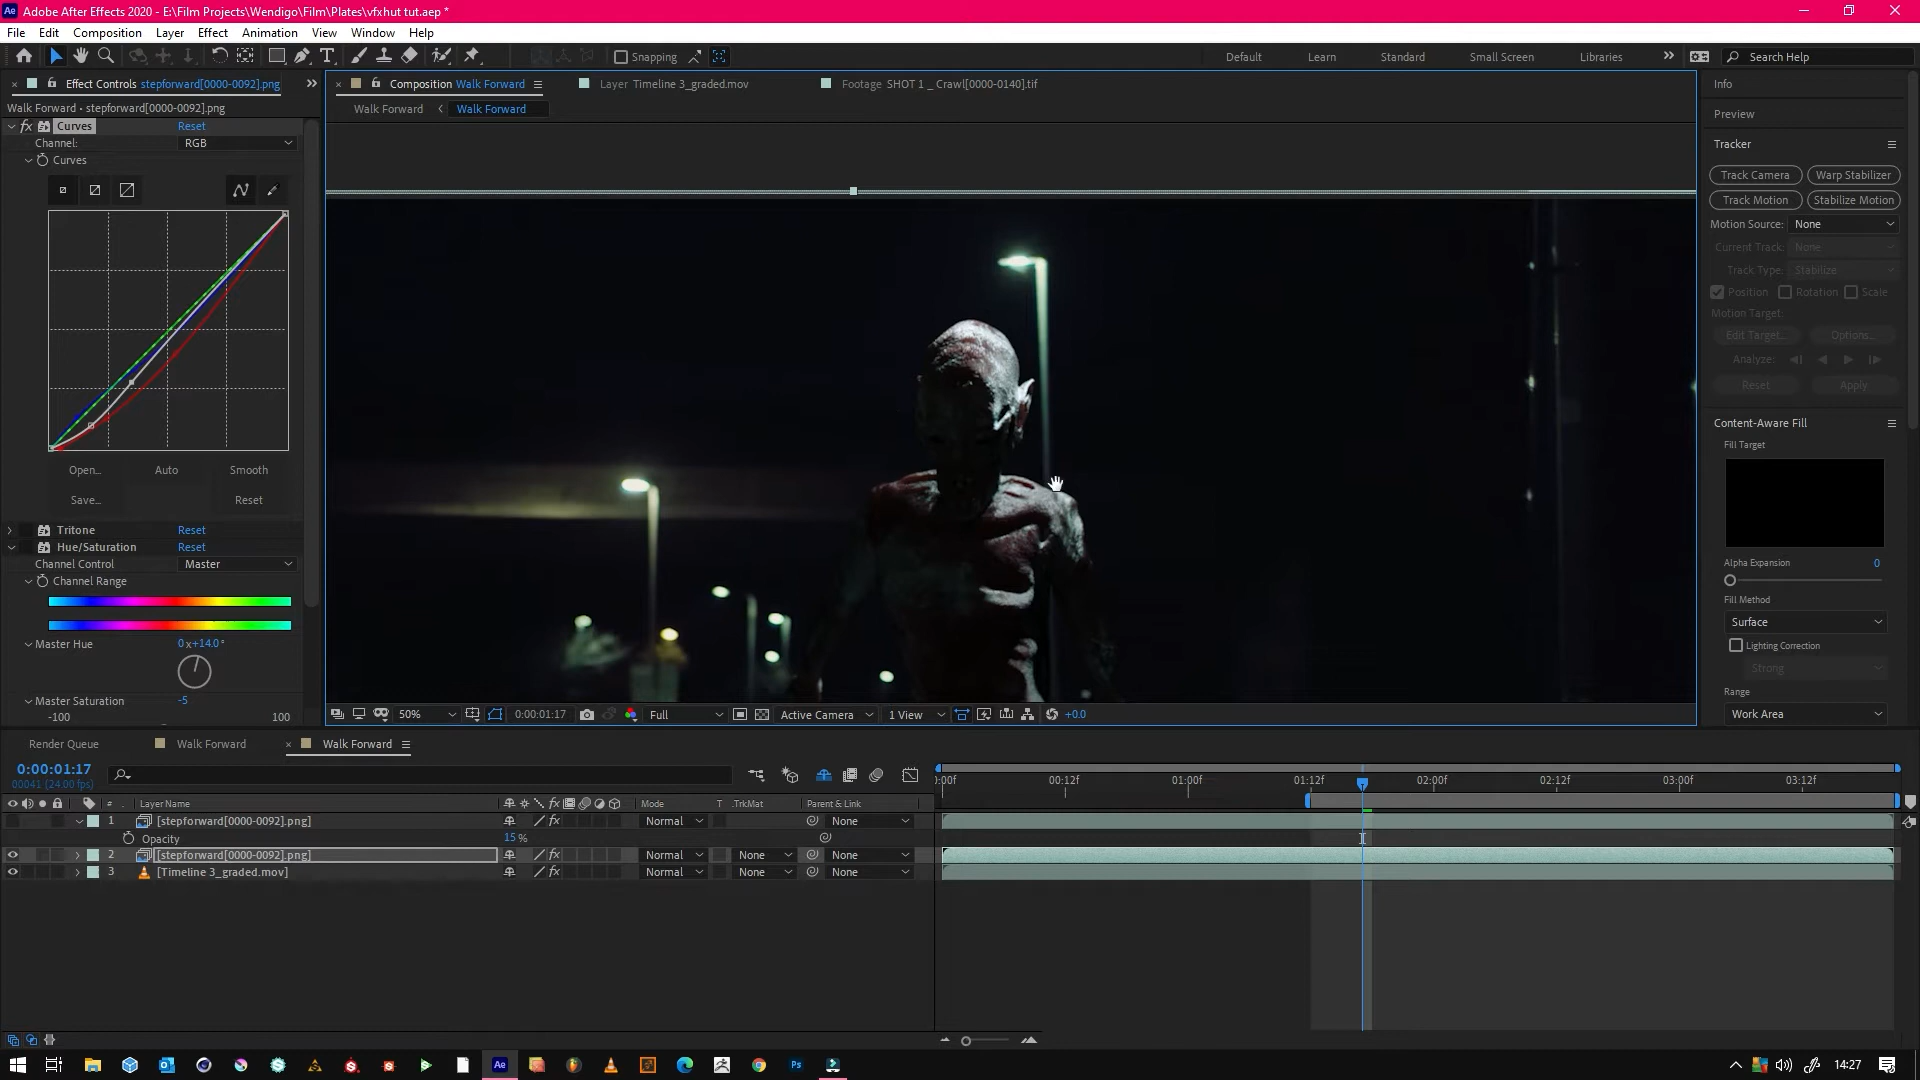 Ae Adobe After Effects 2020 - E:\Film Projects\Wendigo\Film\Plates\vfxhut tut.aep *
File Edit Composition Layer Effect Animation View Window Help
Snapping Default Learn Standard Small Screen Libraries Search Help
Effect Controls stepforward[0000-0092].png
Composition Walk Forward Layer Timeline 3_graded.mov Footage SHOT 1 _ Crawl[0000-0140].tif
Info
Walk Forward • stepforward[0000-0092].png
Walk Forward Walk Forward
Preview
fx Curves Reset
Channel: RGB
Curves
Open... Auto Smooth
Save... Reset
Tritone Reset
Hue/Saturation Reset
Channel Control Master
Channel Range
Master Hue 0x+14.0°
Master Saturation -5
-100 100
Tracker
Track Camera Warp Stabilizer
Track Motion Stabilize Motion
Motion Source: None
Current Track: None
Track Type: Stabilize
Position Rotation Scale
Motion Target:
Edit Target... Options...
Analyze:
Reset Apply
Content-Aware Fill
Fill Target
Alpha Expansion 0
Fill Method
Surface
Lighting Correction
Strong
Range
Work Area
50% 0:00:01:17 Full Active Camera 1 View +0.0
Render Queue Walk Forward Walk Forward
0:00:01:17
00041 (24.00 fps)
:00f 00:12f 01:00f 01:12f 02:00f 02:12f 03:00f 03:12f
# Layer Name fx Mode T .TrkMat Parent & Link
1 [stepforward[0000-0092].png] fx Normal None
Opacity 15 %
2 [stepforward[0000-0092].png] fx Normal None None
3 [Timeline 3_graded.mov] fx Normal None None
Ae Ps 14:27